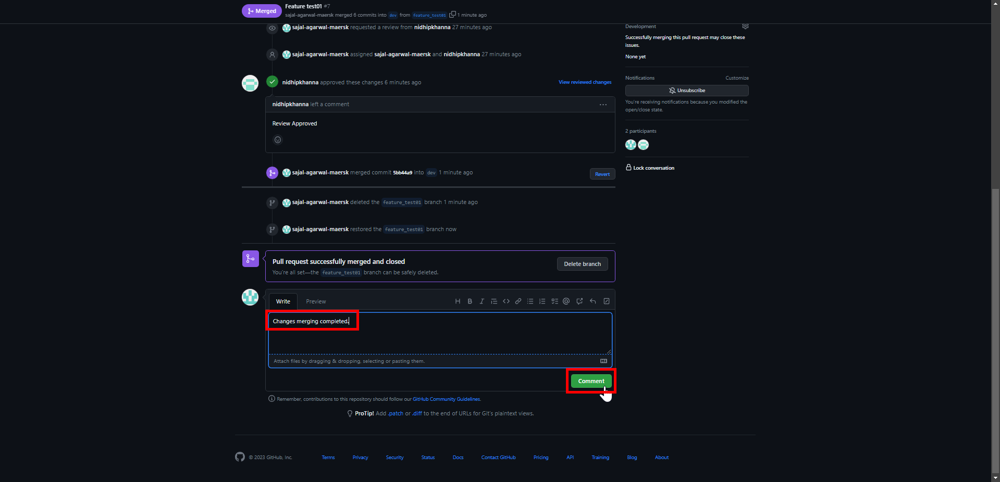 Merged
Feature test01 #7
sajal-agarwal-maersk merged 6 commits into dev from feature_test01 1 minute ago
sajal-agarwal-maersk requested a review from nidhipkhanna 27 minutes ago
sajal-agarwal-maersk assigned sajal-agarwal-maersk and nidhipkhanna 27 minutes ago
nidhipkhanna approved these changes 6 minutes ago
View reviewed changes
nidhipkhanna left a comment
Review Approved
sajal-agarwal-maersk merged commit 5bb44a9 into dev 1 minute ago
Revert
sajal-agarwal-maersk deleted the feature_test01 branch 1 minute ago
sajal-agarwal-maersk restored the feature_test01 branch now
Pull request successfully merged and closed
You're all set—the feature_test01 branch can be safely deleted.
Delete branch
Write
Preview
Changes merging completed.
Attach files by dragging & dropping, selecting or pasting them.
Comment
Remember, contributions to this repository should follow our GitHub Community Guidelines.
ProTip! Add .patch or .diff to the end of URLs for Git's plaintext views.
Development
Successfully merging this pull request may close these
issues.
None yet
Notifications
Customize
Unsubscribe
You're receiving notifications because you modified the
open/close state.
2 participants
Lock conversation
© 2023 GitHub, Inc.
Terms
Privacy
Security
Status
Docs
Contact GitHub
Pricing
API
Training
Blog
About